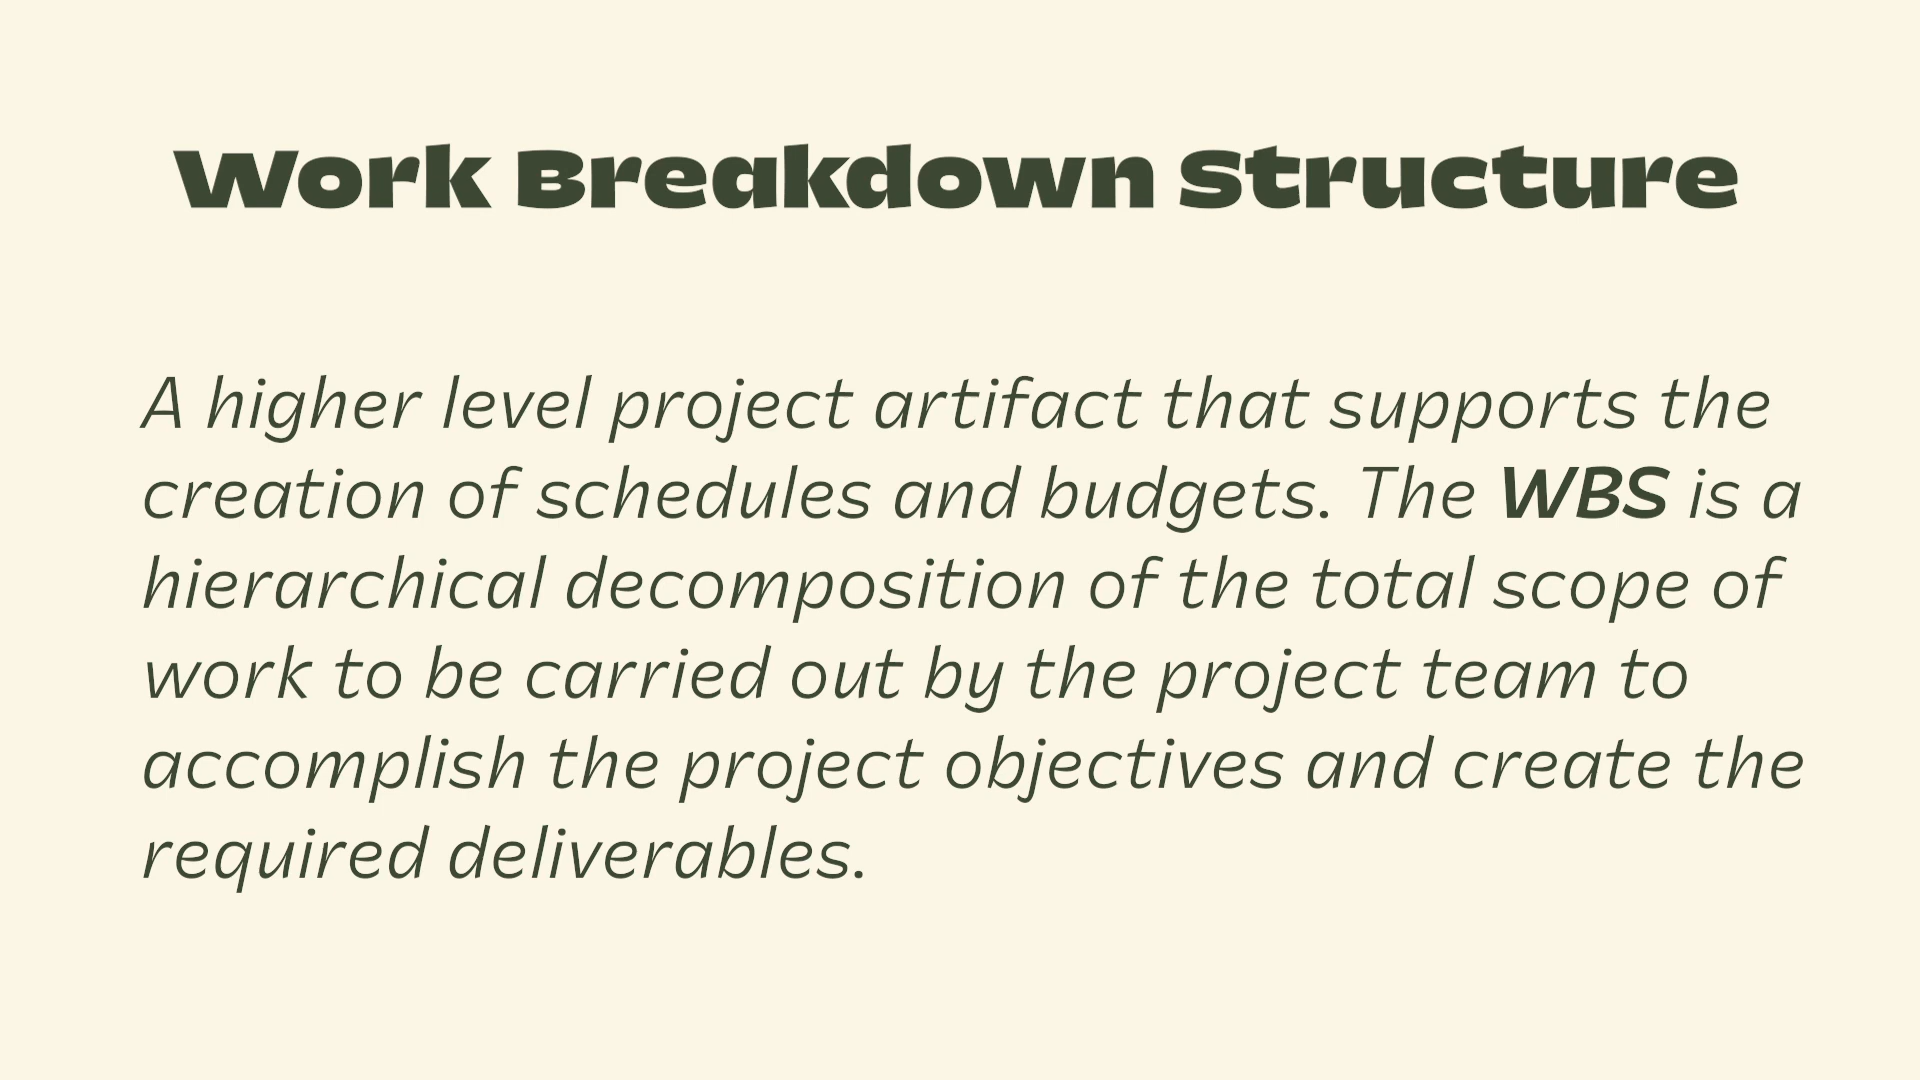 Work Breakdown Structure
A higher level project artifact that supports the
creation of schedules and budgets. The WBS is a
hierarchical decomposition of the total scope of
work to be carried out by the project team to
accomplish the project objectives and create the
required deliverables.